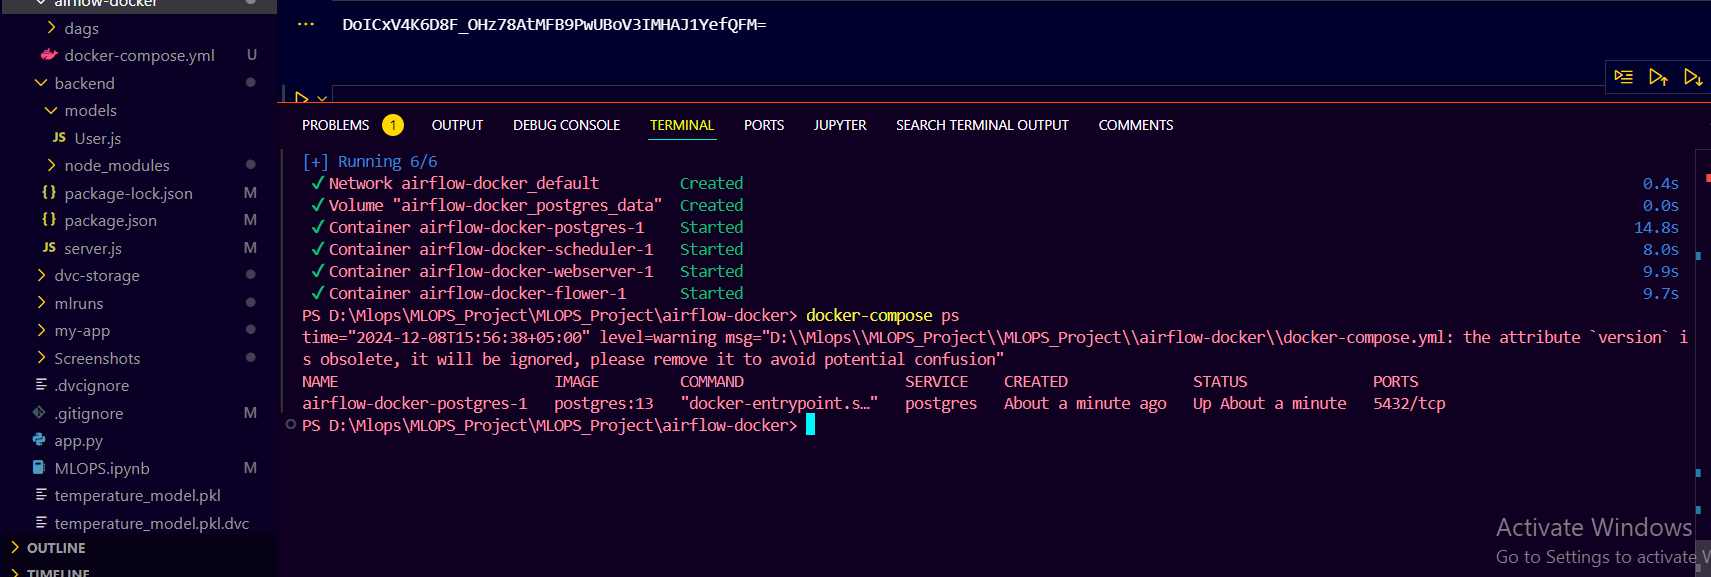 airflow-docker
dags
docker-compose.yml U
backend
models
JS User.js
node_modules
{} package-lock.json M
{} package.json M
JS server.js M
dvc-storage
mlruns
my-app
Screenshots
.dvcignore
.gitignore M
app.py
MLOPS.ipynb M
temperature_model.pkl
temperature_model.pkl.dvc
OUTLINE
TIMELINE
... DoICxV4K6D8F_OHz78AtMFB9PwUBoV3IMHAJ1YefQFM=
PROBLEMS 1 OUTPUT DEBUG CONSOLE TERMINAL PORTS JUPYTER SEARCH TERMINAL OUTPUT COMMENTS
[+] Running 6/6
✓ Network airflow-docker_default Created 0.4s
✓ Volume "airflow-docker_postgres_data" Created 0.0s
✓ Container airflow-docker-postgres-1 Started 14.8s
✓ Container airflow-docker-scheduler-1 Started 8.0s
✓ Container airflow-docker-webserver-1 Started 9.9s
✓ Container airflow-docker-flower-1 Started 9.7s
PS D:\Mlops\MLOPS_Project\MLOPS_Project\airflow-docker> docker-compose ps
time="2024-12-08T15:56:38+05:00" level=warning msg="D:\\Mlops\\MLOPS_Project\\MLOPS_Project\\airflow-docker\\docker-compose.yml: the attribute `version` i
s obsolete, it will be ignored, please remove it to avoid potential confusion"
NAME IMAGE COMMAND SERVICE CREATED STATUS PORTS
airflow-docker-postgres-1 postgres:13 "docker-entrypoint.s…" postgres About a minute ago Up About a minute 5432/tcp
PS D:\Mlops\MLOPS_Project\MLOPS_Project\airflow-docker>
Activate Windows
Go to Settings to activate W